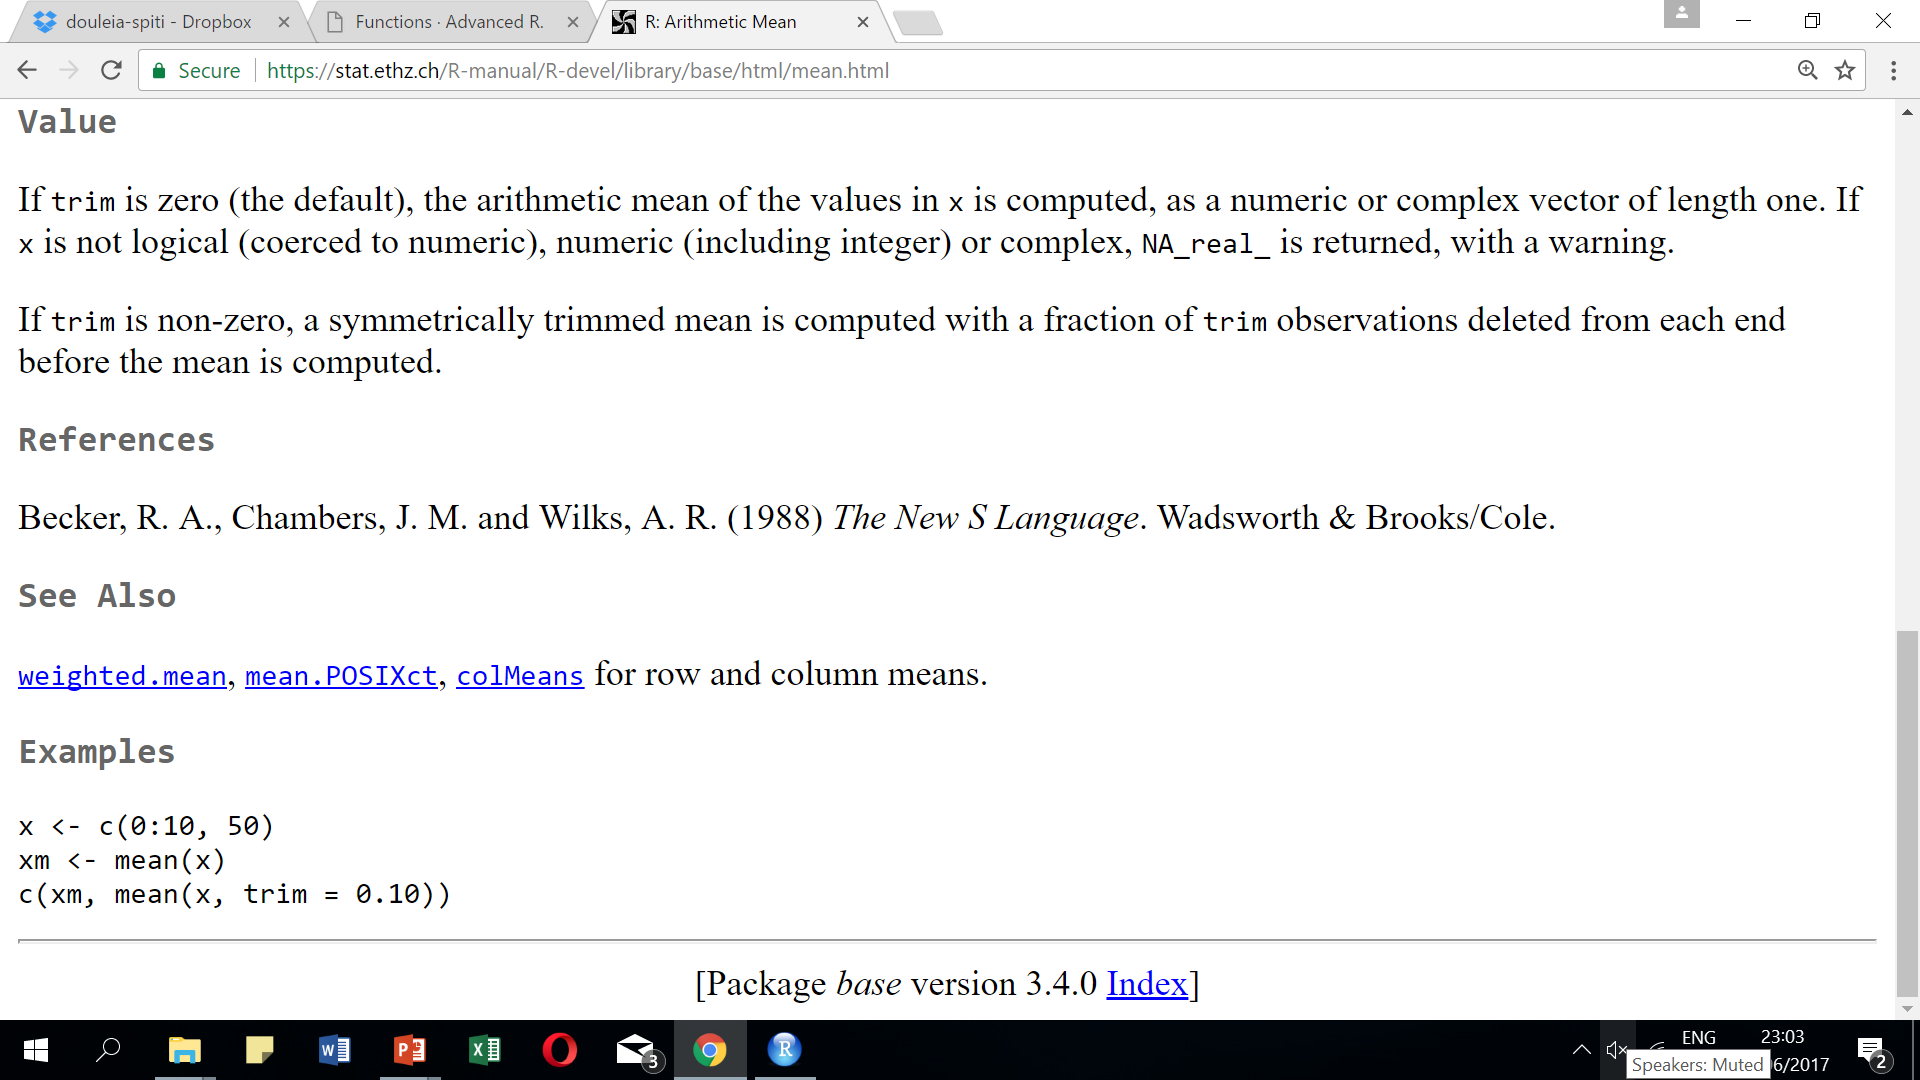 douleia-spiti - Dropbox
Functions · Advanced R.
R: Arithmetic Mean
Secure
https://stat.ethz.ch/R-manual/R-devel/library/base/html/mean.html
Value
If trim is zero (the default), the arithmetic mean of the values in x is computed, as a numeric or complex vector of length one. If
x is not logical (coerced to numeric), numeric (including integer) or complex, NA_real_ is returned, with a warning.
If trim is non-zero, a symmetrically trimmed mean is computed with a fraction of trim observations deleted from each end
before the mean is computed.
References
Becker, R. A., Chambers, J. M. and Wilks, A. R. (1988) The New S Language. Wadsworth & Brooks/Cole.
See Also
weighted.mean, mean.POSIXct, colMeans for row and column means.
Examples
x <- c(0:10, 50)
xm <- mean(x)
c(xm, mean(x, trim = 0.10))
[Package base version 3.4.0 Index]
W
P
X
3
R
ENG
23:03
Speakers: Muted
6/2017
2